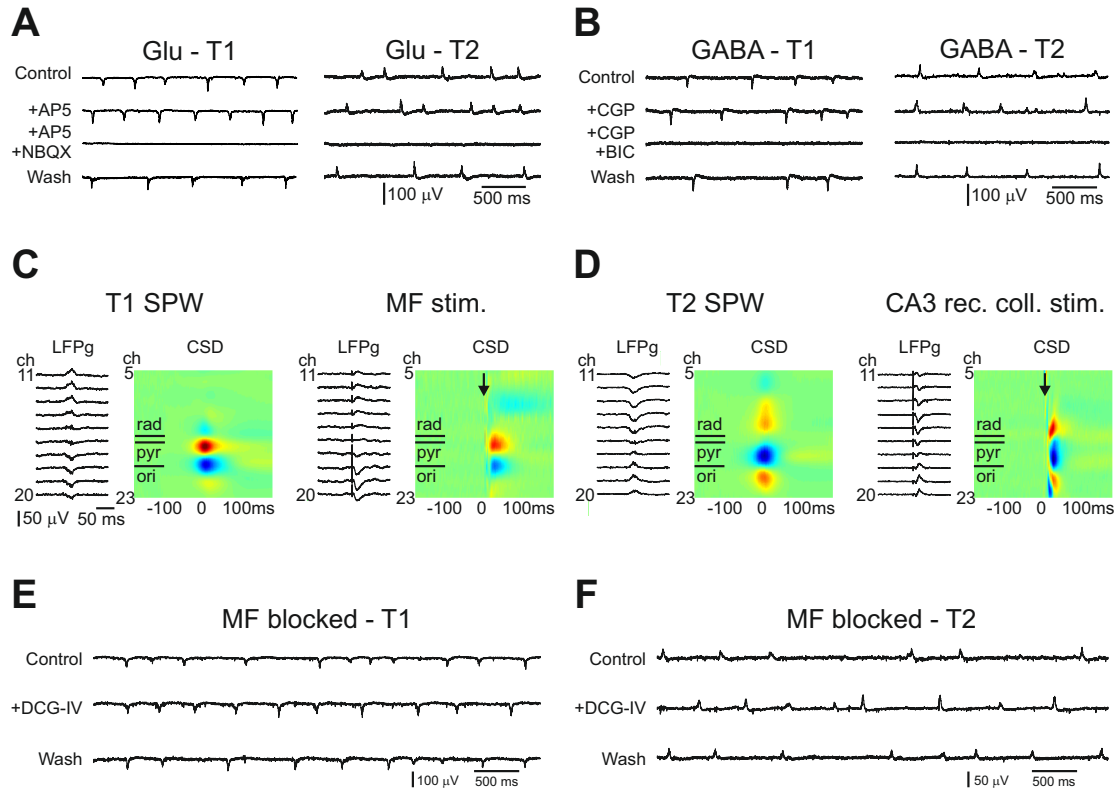 A
B
Glu - T1
Glu - T2
GABA - T1
GABA - T2
Control
+AP5
+AP5
+NBQX
Wash
100 µV
500 ms
Control
+CGP
+CGP
+BIC
Wash
100 µV
500 ms
C
D
T1 SPW
MF stim.
T2 SPW
CA3 rec. coll. stim.
LFPg
CSD
ch
11
5
rad
pyr
ori
20
23
50 µV
50 ms
-100 0 100ms
LFPg
CSD
ch
11
5
rad
pyr
ori
20
23
-100 0 100ms
LFPg
CSD
ch
11
5
rad
pyr
ori
20
23
-100 0 100ms
LFPg
CSD
ch
11
5
rad
pyr
ori
20
23
-100 0 100ms
E
F
MF blocked - T1
MF blocked - T2
Control
+DCG-IV
Wash
100 µV
500 ms
Control
+DCG-IV
Wash
50 µV
500 ms